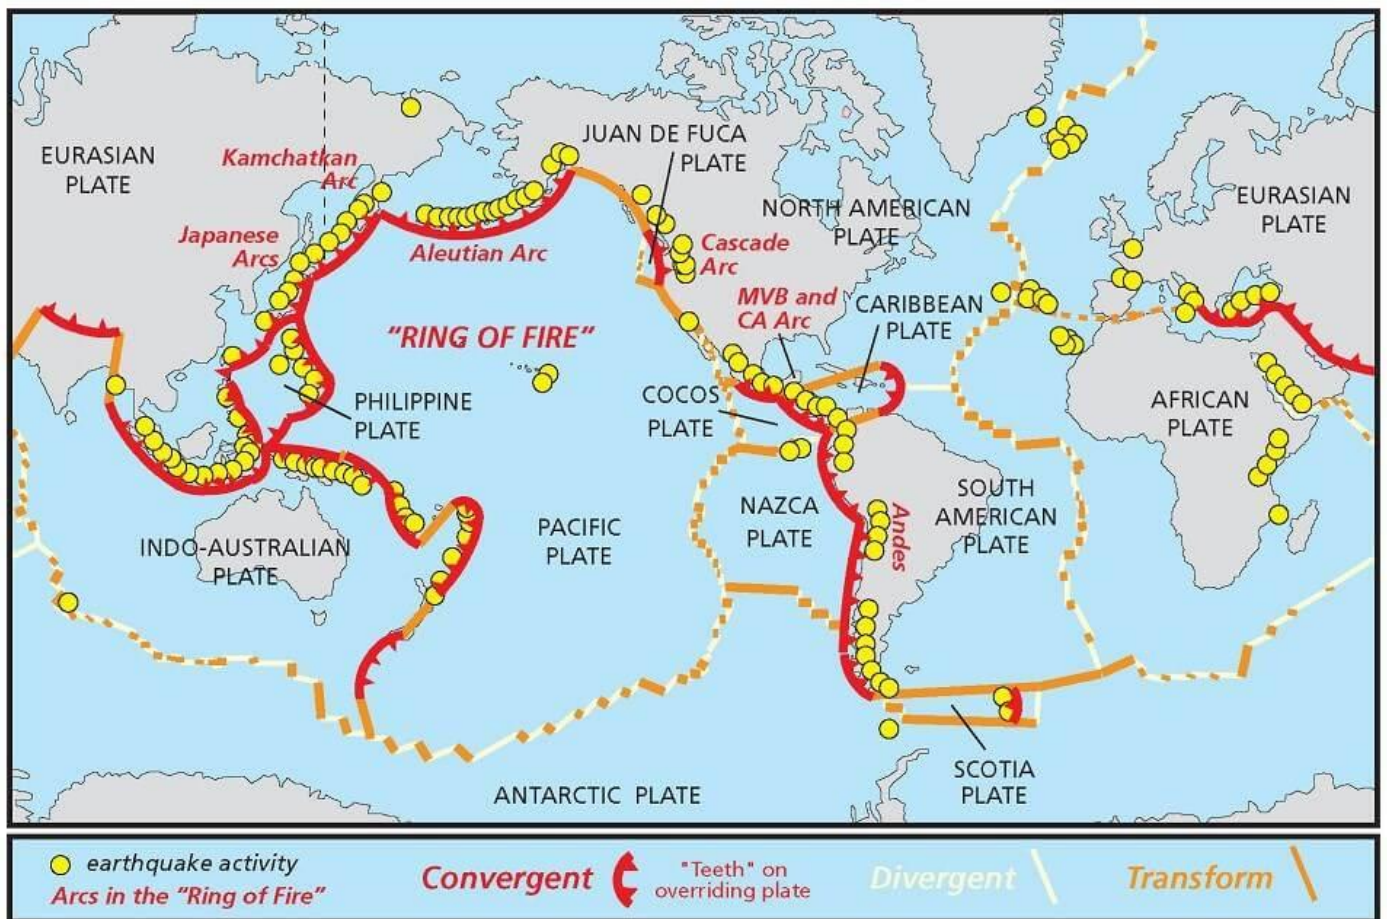 EURASIAN
PLATE
Kamchatkan
Arc
JUAN DE FUCA
PLATE
NORTH AMERICAN
PLATE
EURASIAN
PLATE
Japanese
Arcs
Aleutian Arc
Cascade
Arc
MVB and
CA Arc
CARIBBEAN
PLATE
"RING OF FIRE"
PHILIPPINE
PLATE
COCOS
PLATE
AFRICAN
PLATE
INDO-AUSTRALIAN
PLATE
PACIFIC
PLATE
NAZCA
PLATE
Andes
SOUTH
AMERICAN
PLATE
SCOTIA
PLATE
ANTARCTIC PLATE
earthquake activity
Arcs in the "Ring of Fire"
Convergent
"Teeth" on
overriding plate
Divergent
Transform